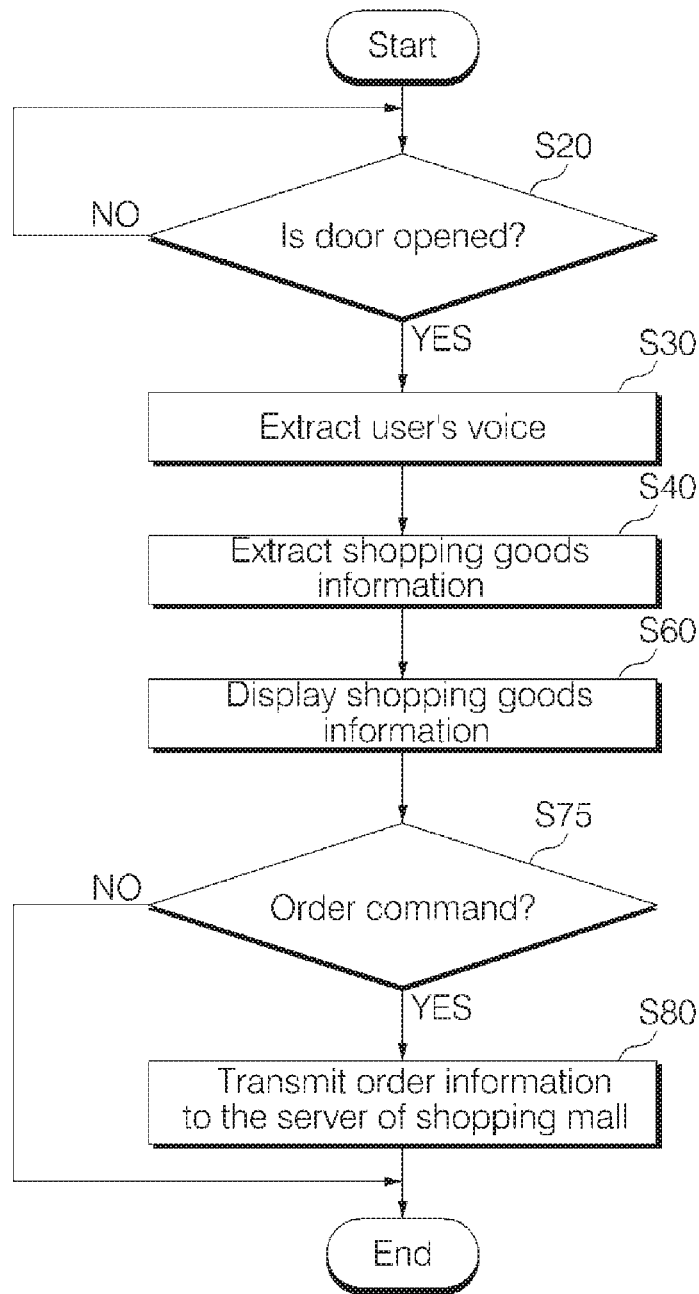 Start
S20
NO
Is door opened?
YES
S30
Extract user's voice
S40
Extract shopping goods
information
S60
Display shopping goods
information
S75
NO
Order command?
YES
S80
Transmit order information
to the server of shopping mall
End